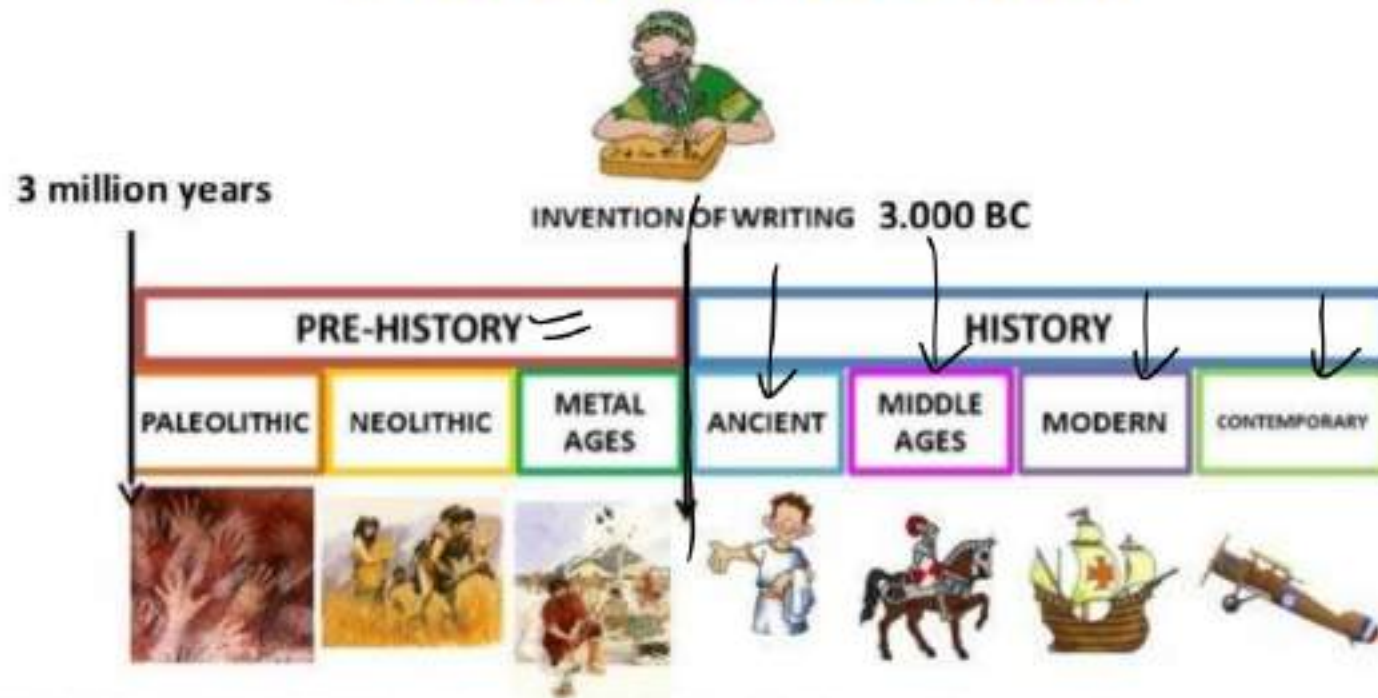 3 million years
INVENTION OF WRITING 3.000 BC
PRE-HISTORY
HISTORY
PALEOLITHIC
NEOLITHIC
METAL
AGES
ANCIENT
MIDDLE
AGES
MODERN
CONTEMPORARY